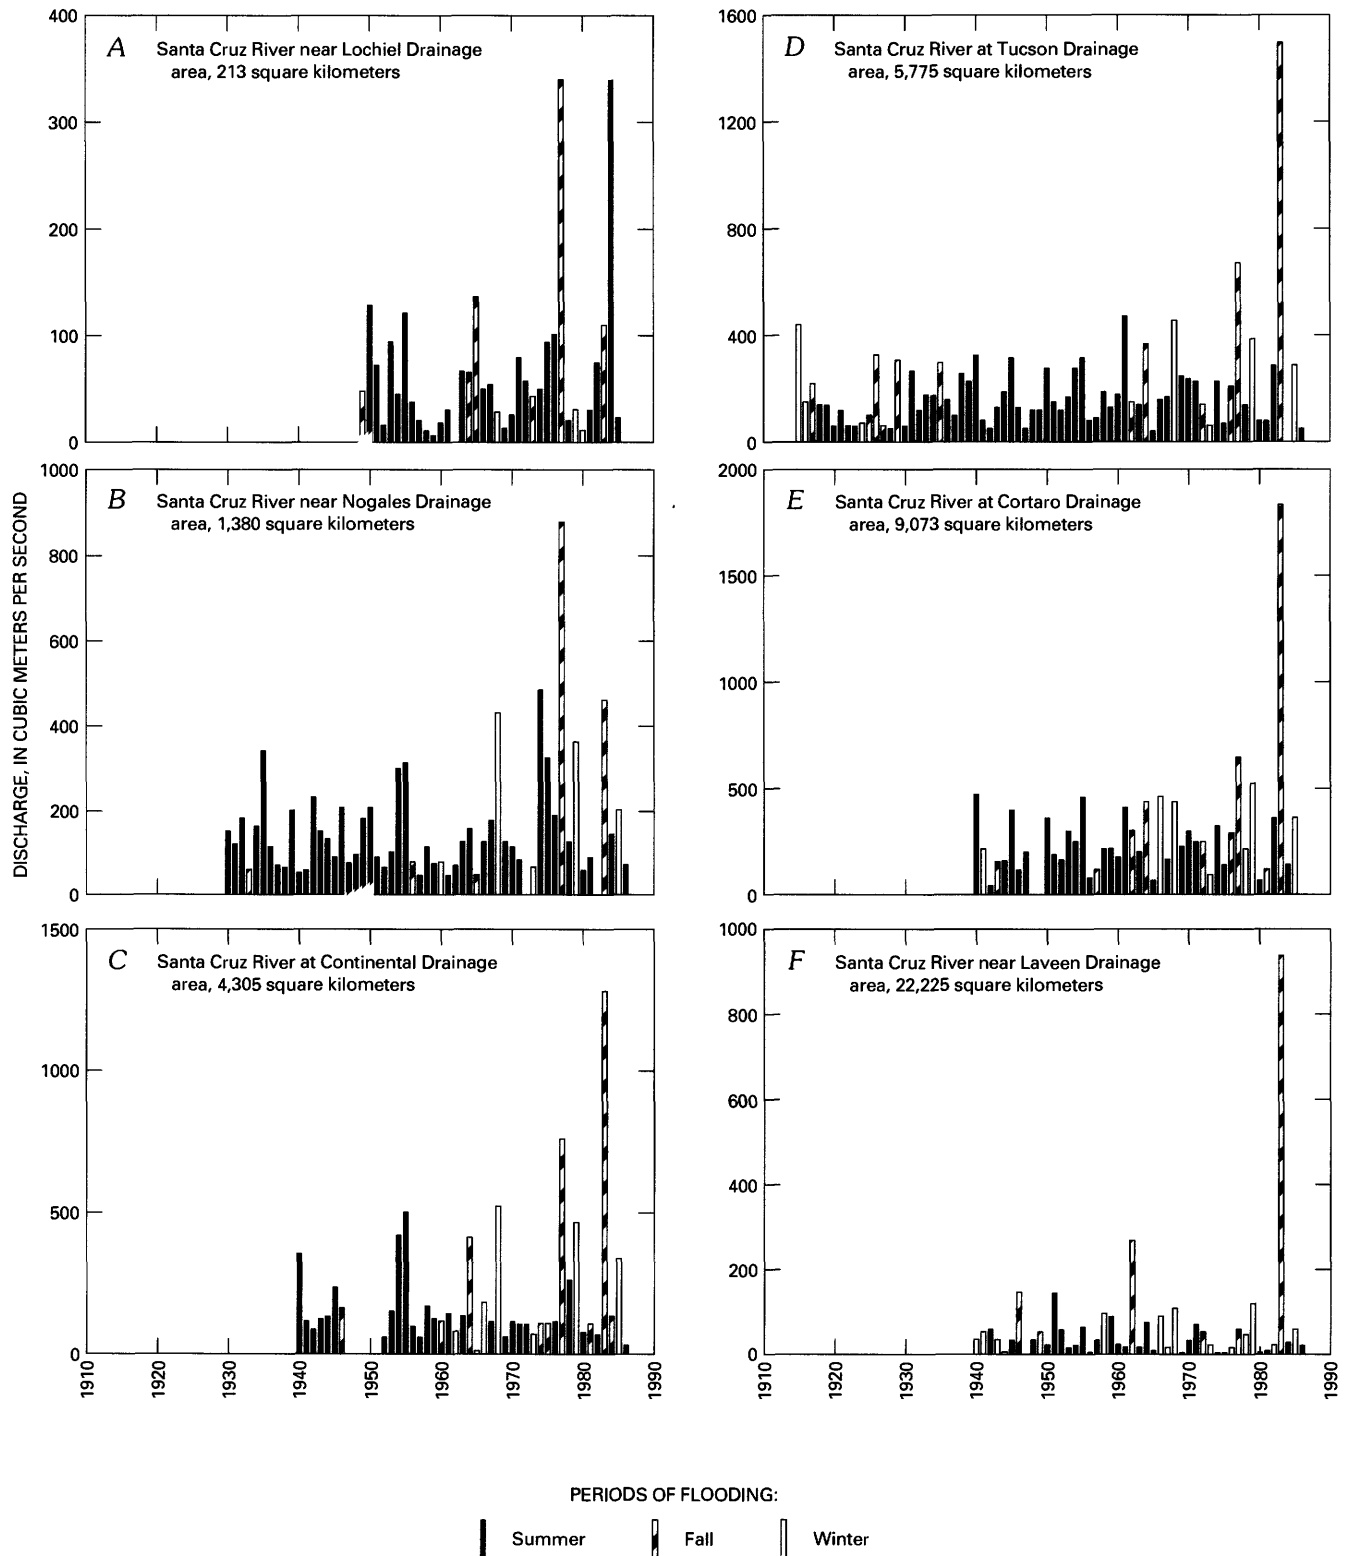 DISCHARGE, IN CUBIC METERS PER SECOND
A
Santa Cruz River near Lochiel Drainage
area, 213 square kilometers
400
300
200
100
0
B
Santa Cruz River near Nogales Drainage
area, 1,380 square kilometers
1000
800
600
400
200
0
C
Santa Cruz River at Continental Drainage
area, 4,305 square kilometers
1500
1000
500
0
1910 1920 1930 1940 1950 1960 1970 1980 1990
D
Santa Cruz River at Tucson Drainage
area, 5,775 square kilometers
1600
1200
800
400
0
E
Santa Cruz River at Cortaro Drainage
area, 9,073 square kilometers
2000
1500
1000
500
0
F
Santa Cruz River near Laveen Drainage
area, 22,225 square kilometers
1000
800
600
400
200
0
1910 1920 1930 1940 1950 1960 1970 1980 1990
PERIODS OF FLOODING:
Summer Fall Winter